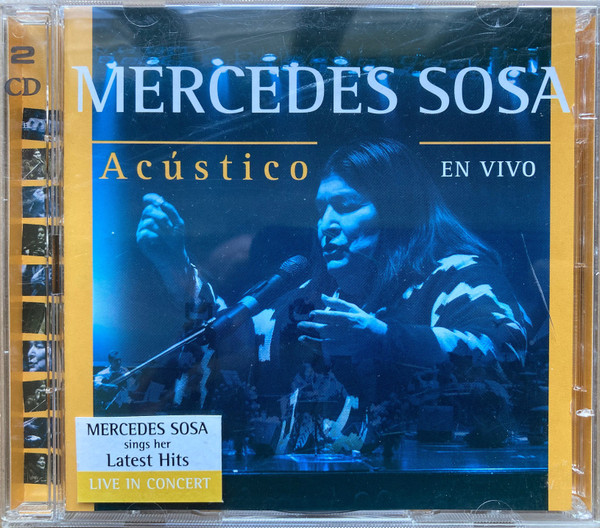 2
CD
MERCEDES SOSA
Acústico
EN VIVO
MERCEDES SOSA
sings her
Latest Hits
LIVE IN CONCERT